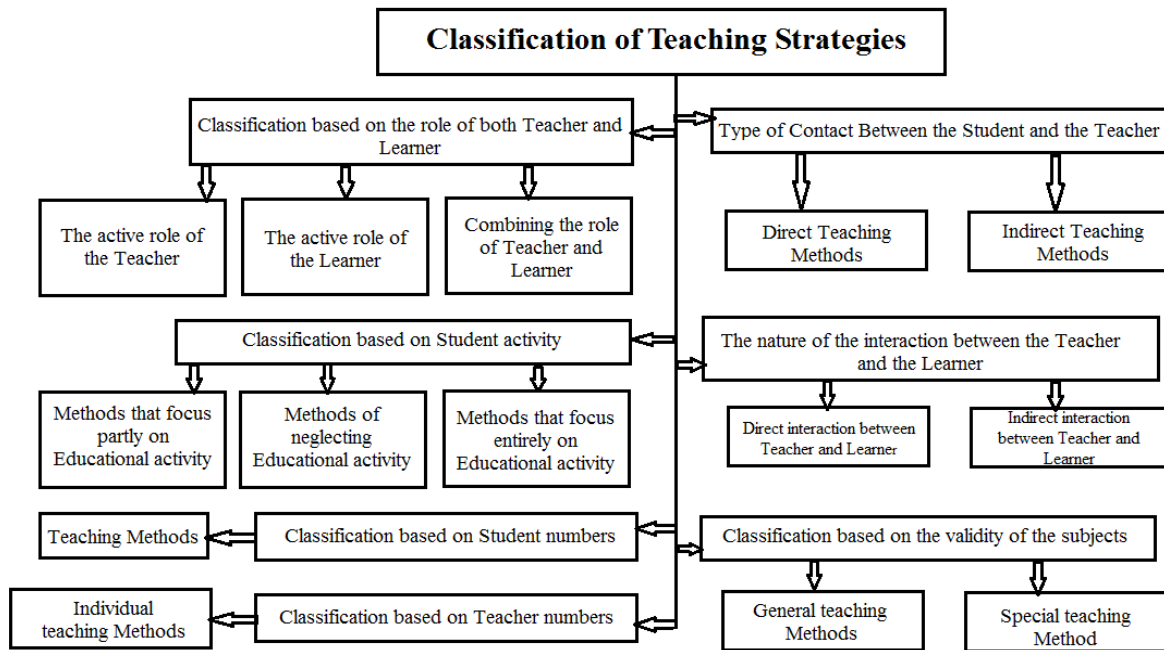 Classification of Teaching Strategies
Classification based on the role of both Teacher and
Learner
The active role of
the Teacher
The active role of
the Learner
Combining the role
of Teacher and
Learner
Type of Contact Between the Student and the Teacher
Direct Teaching
Methods
Indirect Teaching
Methods
Classification based on Student activity
Methods that focus
partly on
Educational activity
Methods of
neglecting
Educational activity
Methods that focus
entirely on
Educational activity
The nature of the interaction between the Teacher
and the Learner
Direct interaction between
Teacher and Learner
Indirect interaction
between Teacher and
Learner
Classification based on Student numbers
Teaching Methods
Classification based on Teacher numbers
Individual
teaching Methods
Classification based on the validity of the subjects
General teaching
Methods
Special teaching
Method